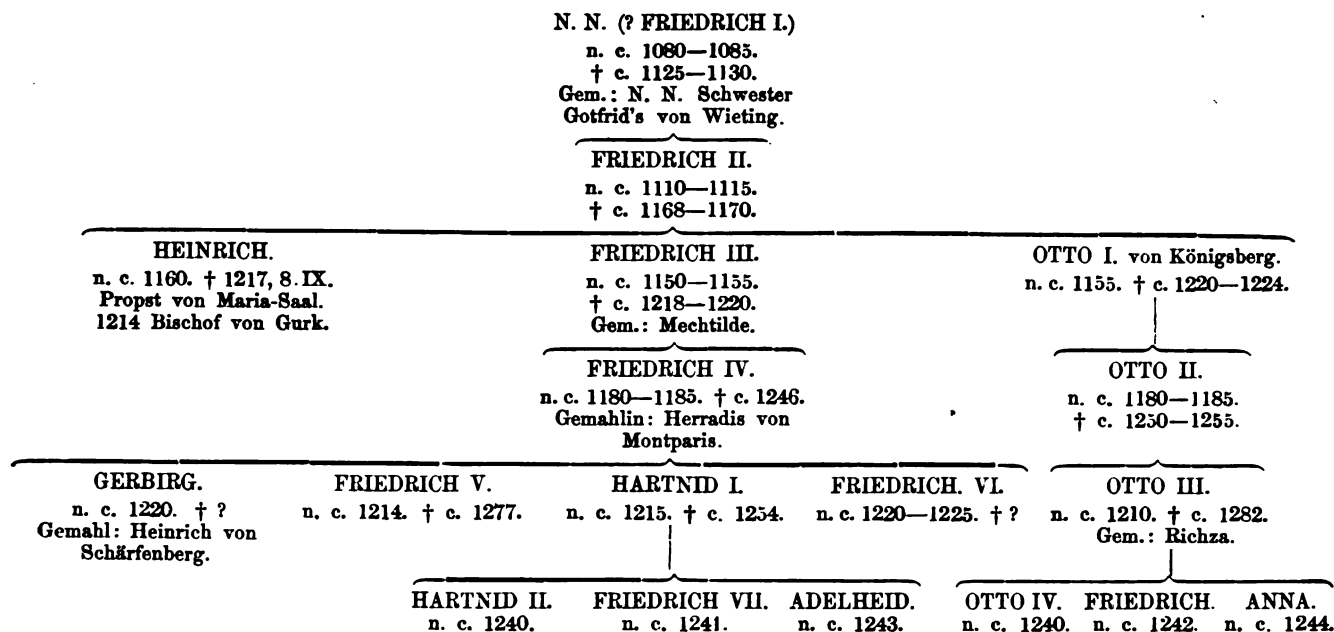 N. N. (? FRIEDRICH I.)
n. c. 1080—1085.
† c. 1125—1130.
Gem.: N. N. Schwester
Gotfrid's von Wieting.
FRIEDRICH II.
n. c. 1110—1115.
† c. 1168—1170.
HEINRICH.
n. c. 1160. † 1217, 8. IX.
Propst von Maria-Saal.
1214 Bischof von Gurk.
FRIEDRICH III.
n. c. 1150—1155.
† c. 1218—1220.
Gem.: Mechtilde.
OTTO I. von Königsberg.
n. c. 1155. † c. 1220—1224.
FRIEDRICH IV.
n. c. 1180—1185. † c. 1246.
Gemahlin: Herradis von
Montparis.
OTTO II.
n. c. 1180—1185.
† c. 1250—1255.
GERBIRG.
n. c. 1220. † ?
Gemahl: Heinrich von
Schärfenberg.
FRIEDRICH V.
n. c. 1214. † c. 1277.
HARTNID I.
n. c. 1215. † c. 1254.
FRIEDRICH. VI.
n. c. 1220—1225. † ?
OTTO III.
n. c. 1210. † c. 1282.
Gem.: Richza.
HARTNID II.
n. c. 1240.
FRIEDRICH VII.
n. c. 1241.
ADELHEID.
n. c. 1243.
OTTO IV.
n. c. 1240.
FRIEDRICH.
n. c. 1242.
ANNA.
n. c. 1244.